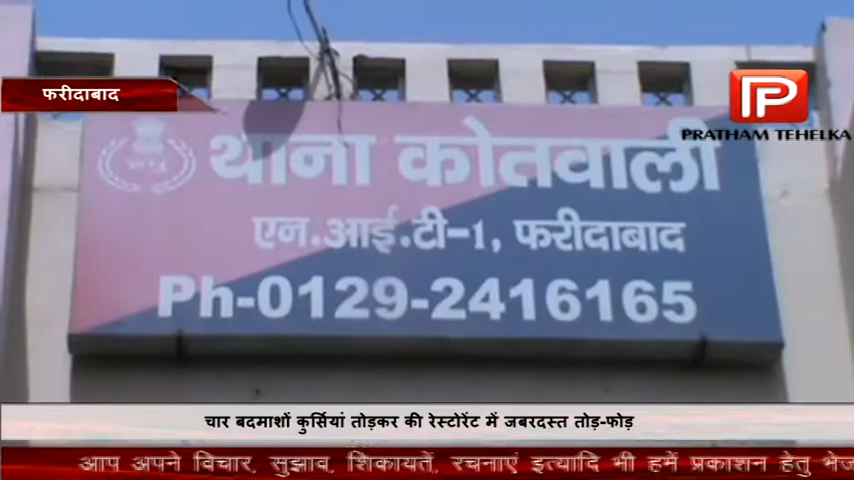 फरीदाबाद
PRATHAM TEHELKA
थाना कोतवाली
एन.आई.टी-1, फरीदाबाद
Ph-0129-2416165
चार बदमाशों कुर्सियां तोड़कर की रेस्टोरेंट में जबरदस्त तोड़-फोड़
आप अपने विचार, सुझाव, शिकायतें, रचनाएं इत्यादि भी हमें प्रकाशन हेतु भेज